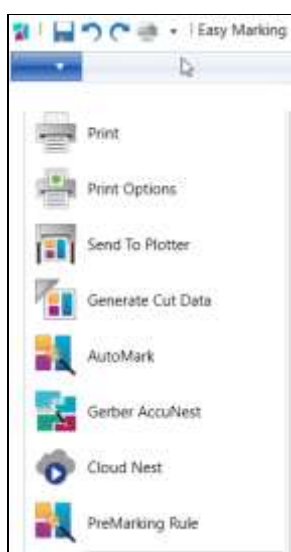 Easy Marking
Print
Print Options
Send To Plotter
Generate Cut Data
AutoMark
Gerber AccuNest
Cloud Nest
PreMarking Rule